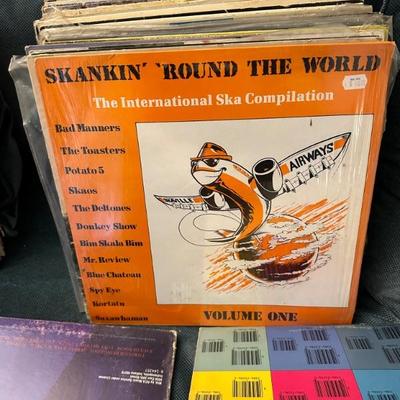 SKANKIN' 'ROUND THE WORLD
The International Ska Compilation
Bad Manners
The Toasters
Potato 5
Skaos
The Deltones
Donkey Show
Bim Skala Bim
Mr. Review
Blue Chateau
Spy Eye
Kortatu
Sussawhaman
AIRWAYS
VOLUME ONE